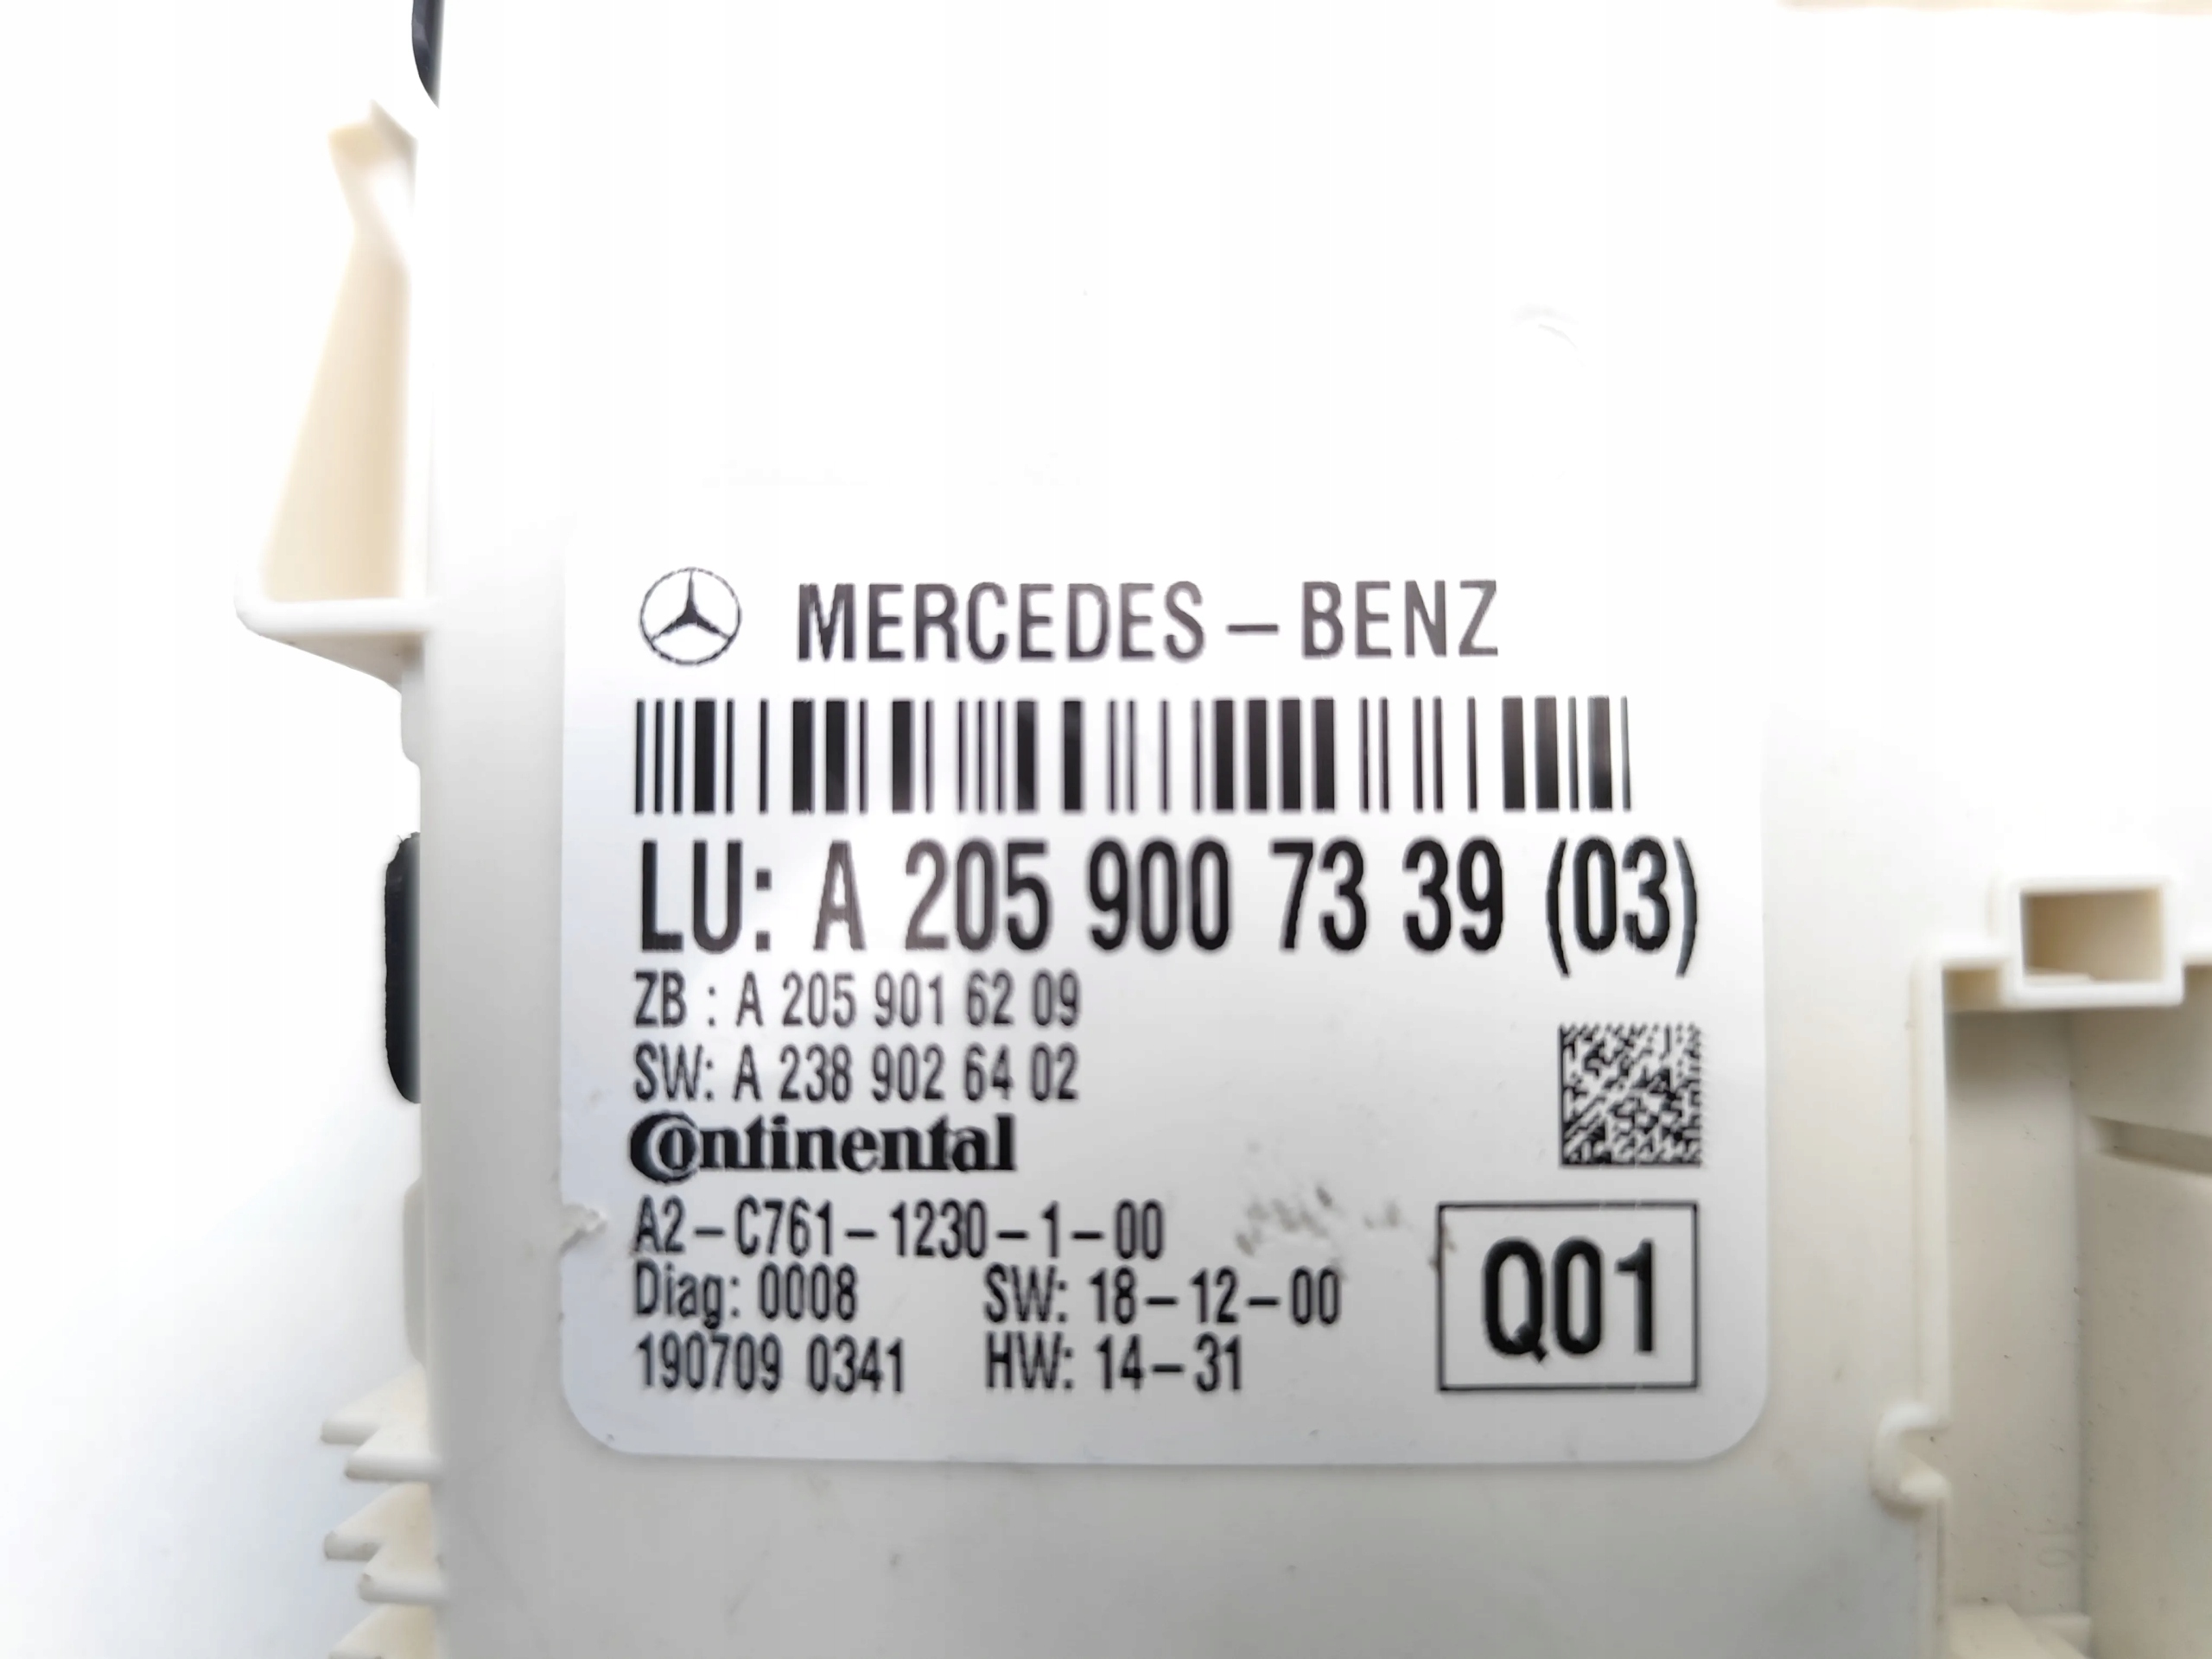 MERCEDES-BENZ
LU: A 205 900 73 39 (03)
ZB : A 205 901 62 09
SW: A 238 902 64 02
Continental
A2-C761-1230-1-00
Diag: 0008 SW: 18-12-00
190709 0341 HW: 14-31
Q01